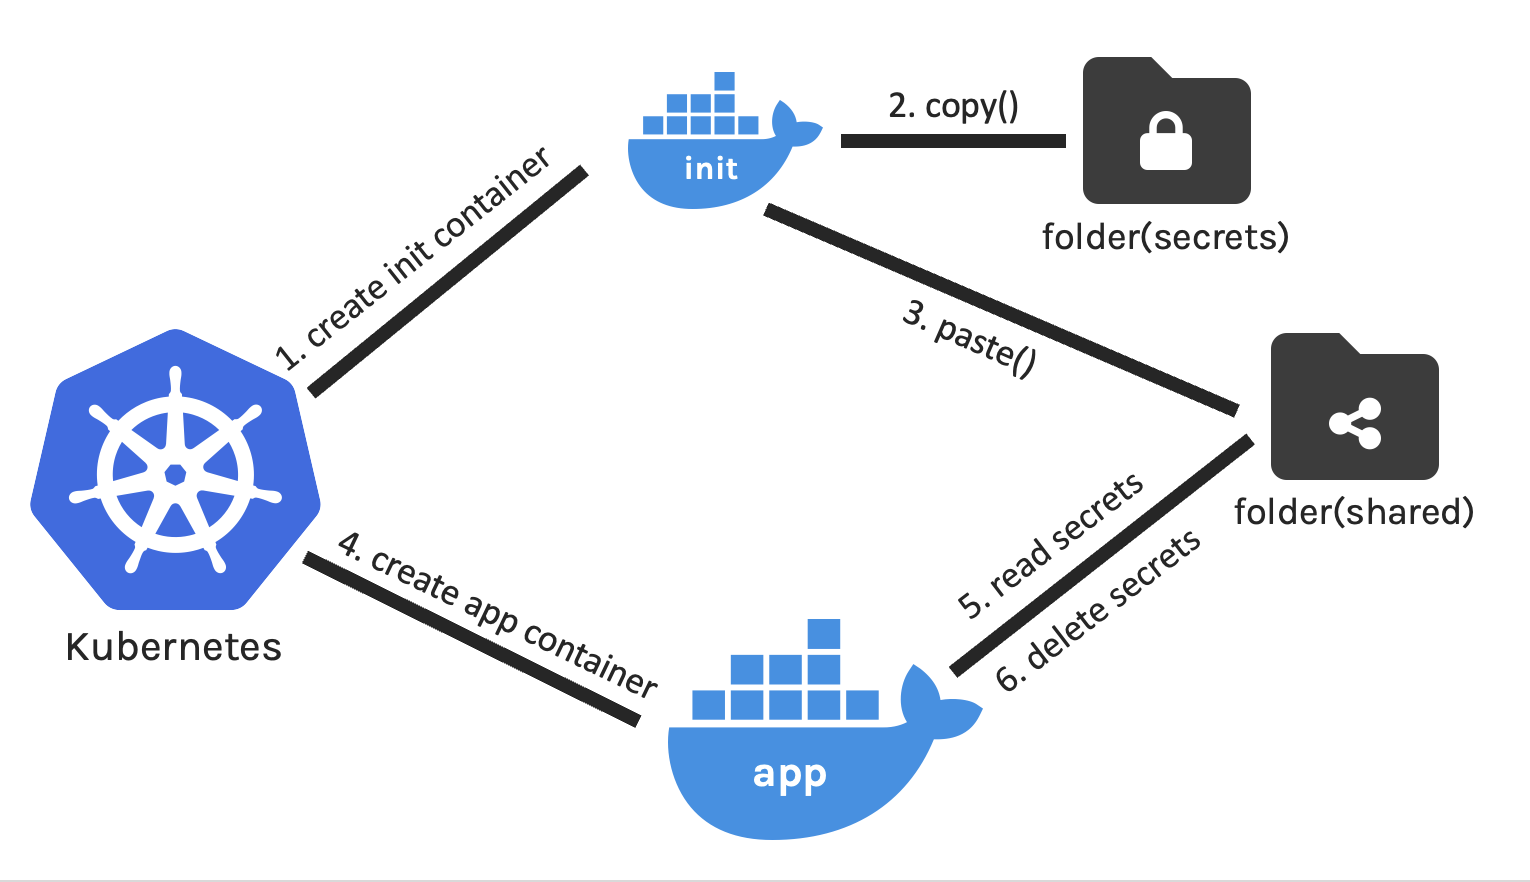 2. copy()
init
folder(secrets)
1. create init container
3. paste()
folder(shared)
Kubernetes
4. create app container
5. read secrets
6. delete secrets
app